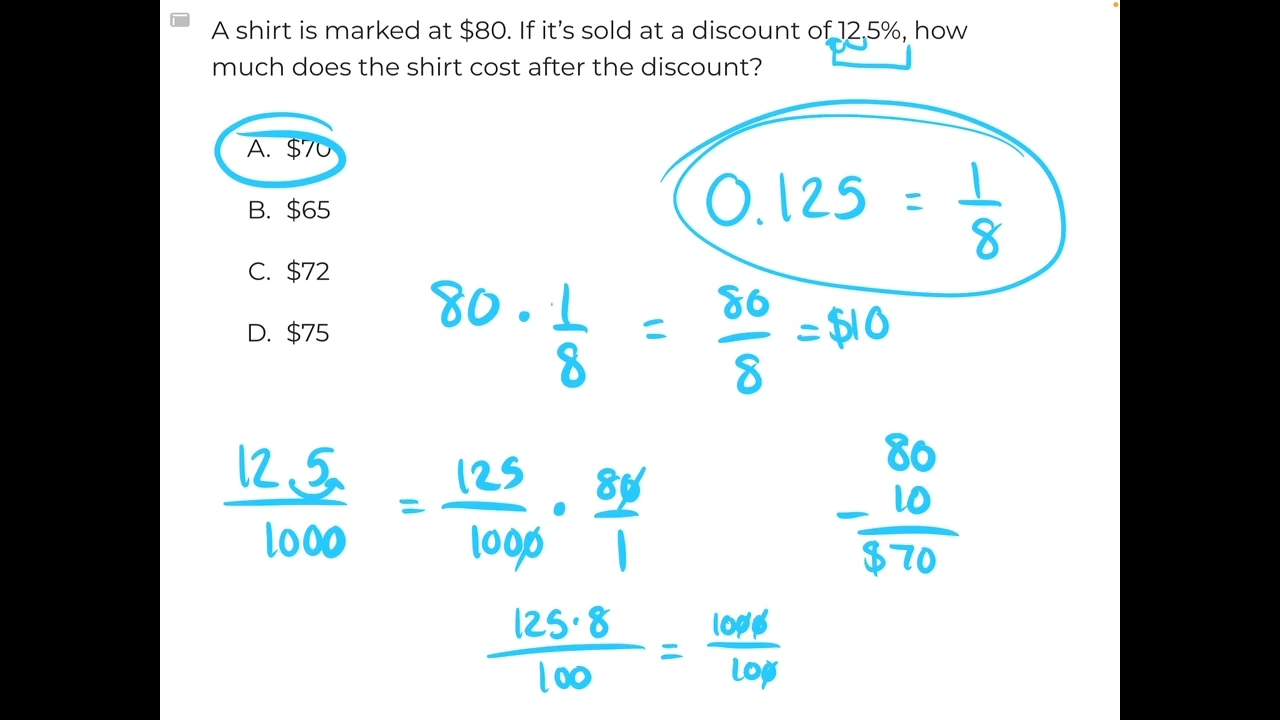 A shirt is marked at $80. If it’s sold at a discount of 12.5%, how
much does the shirt cost after the discount?
A. $70
B. $65
C. $72
D. $75
0.125 = 1/8
80 · 1/8 = 80/8 = $10
12.5/1000 = 125/1000 · 80/1
125·8/100 = 1000/100
80
- 10
$70